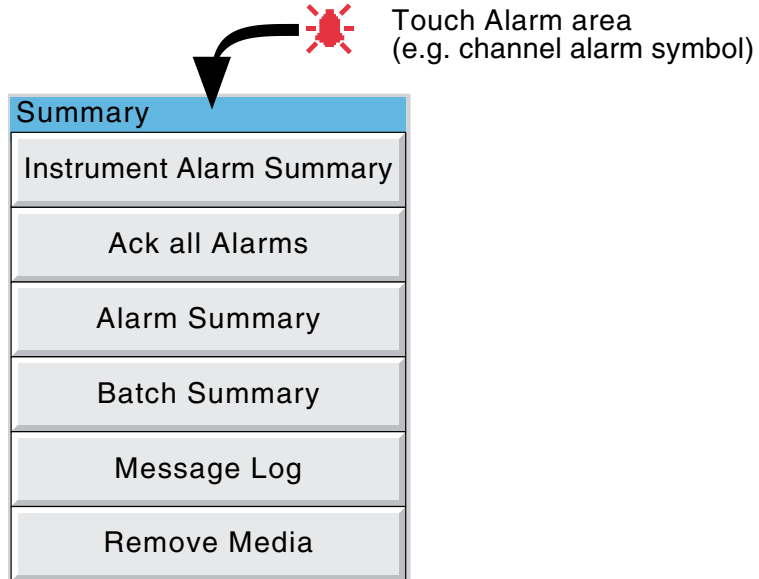 Touch Alarm area
(e.g. channel alarm symbol)
Summary
Instrument Alarm Summary
Ack all Alarms
Alarm Summary
Batch Summary
Message Log
Remove Media